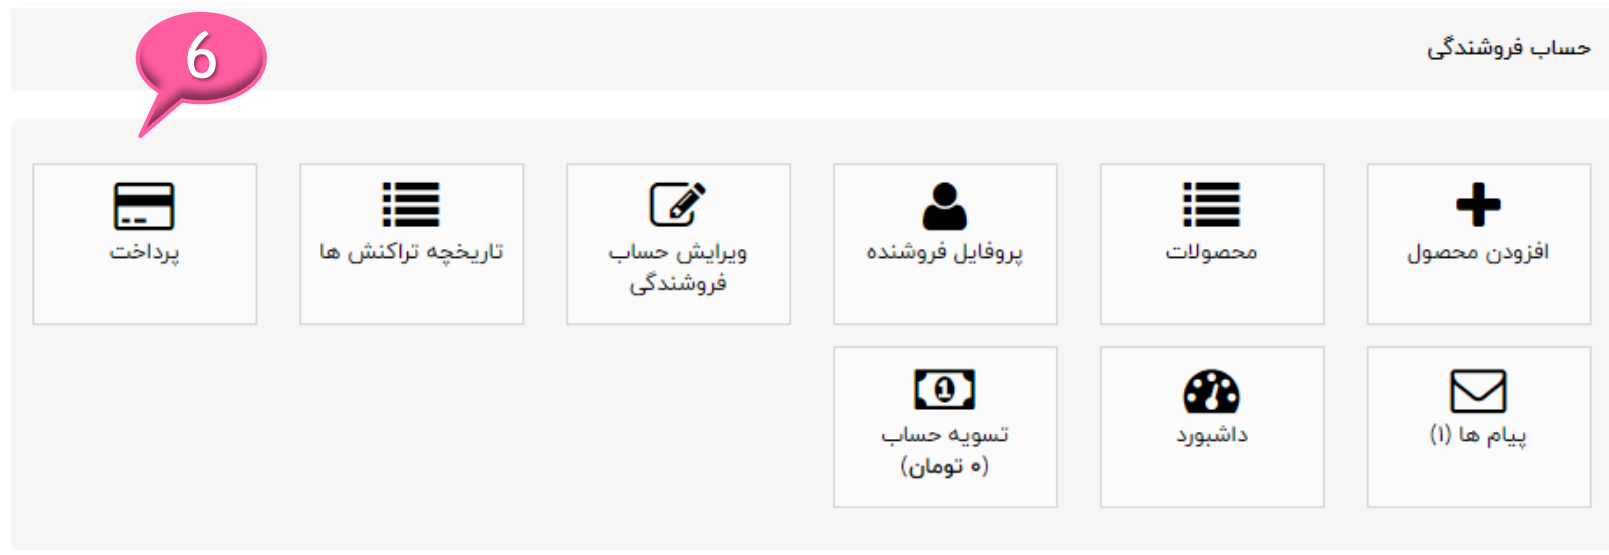 حساب فروشندگی
6
افزودن محصول
محصولات
پروفایل فروشنده
ویرایش حساب
فروشندگی
تاریخچه تراکنش ها
پرداخت
پیام ها (۱)
داشبورد
تسویه حساب
(۰ تومان)